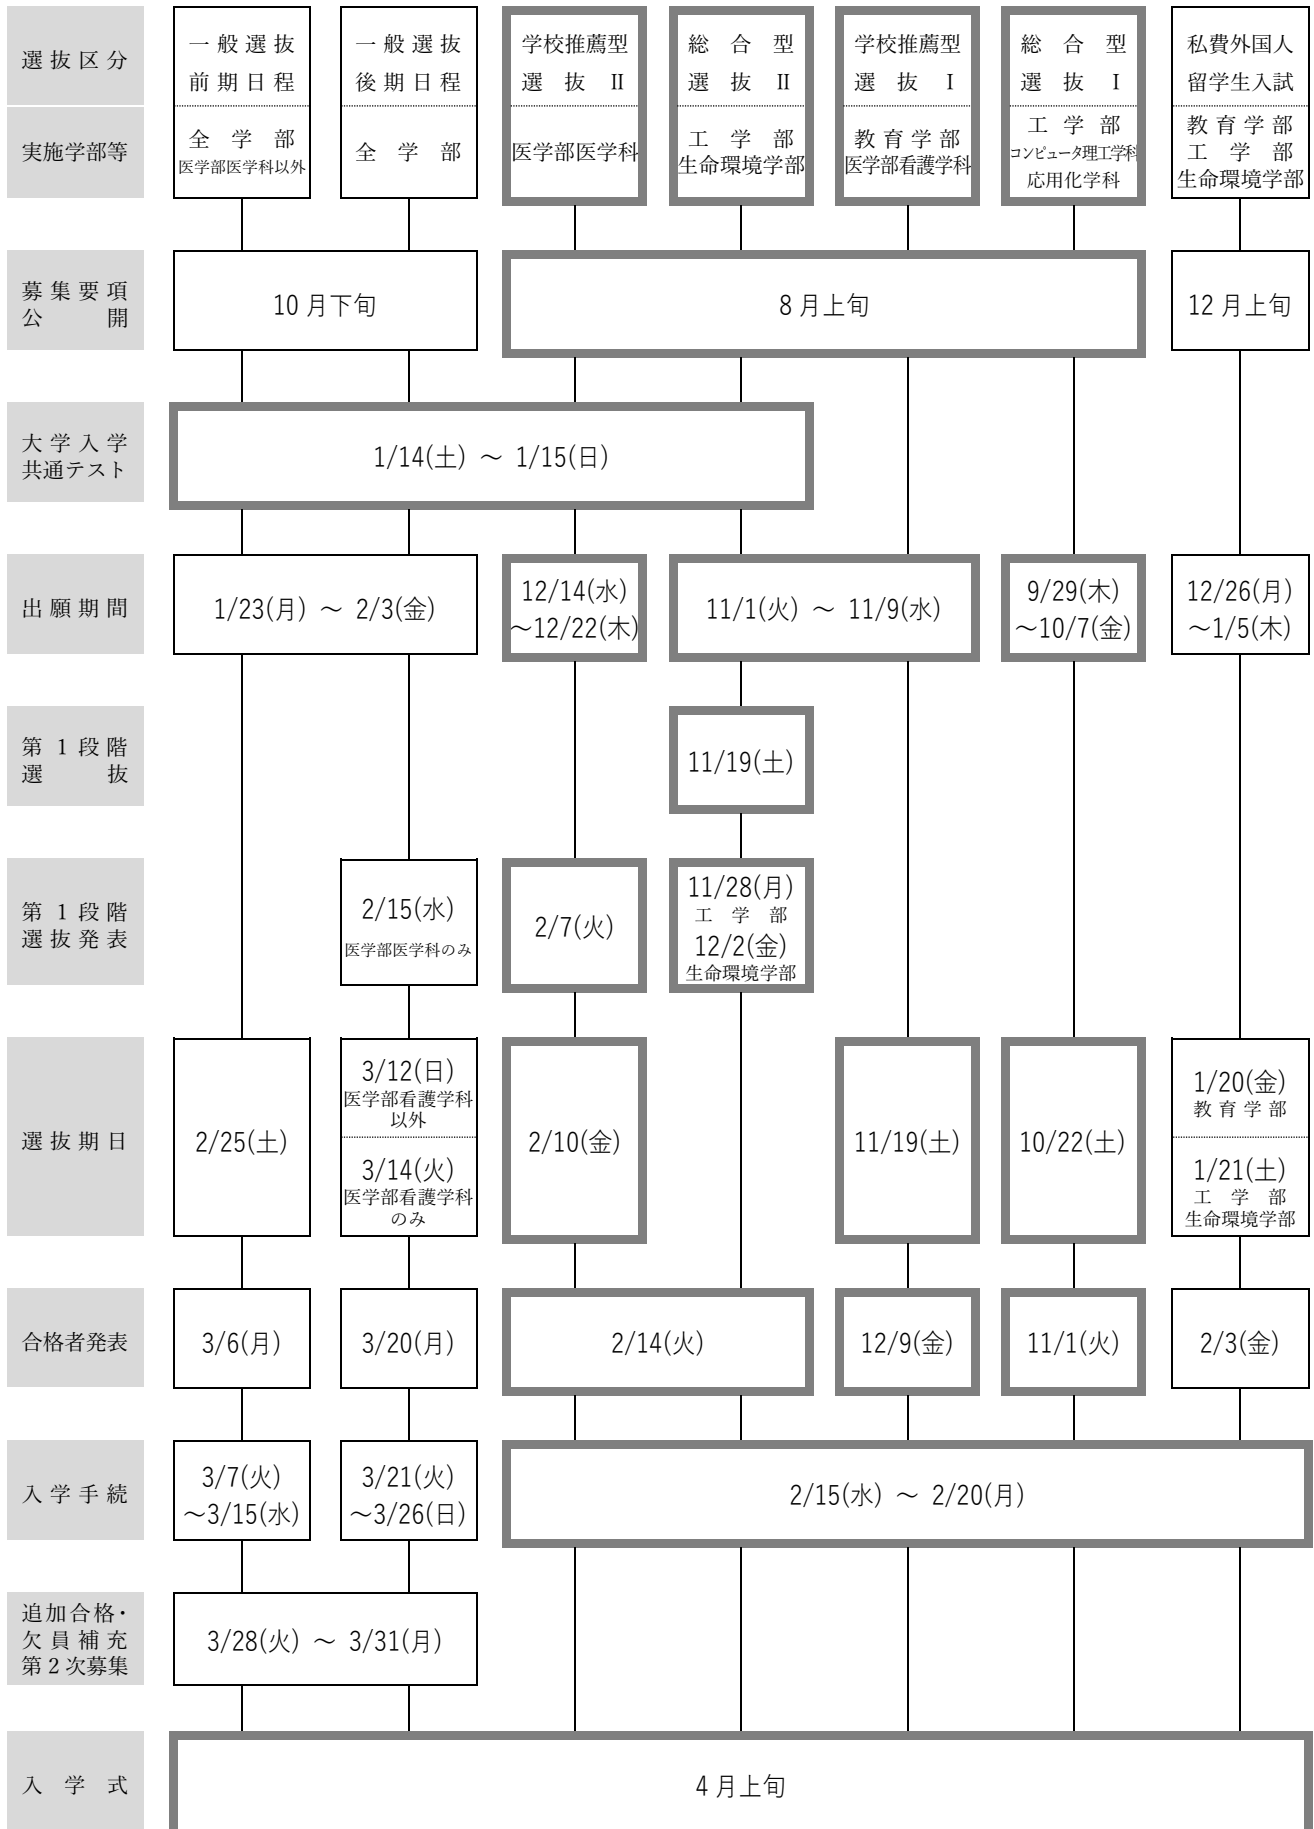 選抜区分
一般選抜
前期日程
一般選抜
後期日程
学校推薦型
選抜Ⅱ
総合型
選抜Ⅱ
学校推薦型
選抜Ⅰ
総合型
選抜Ⅰ
私費外国人
留学生入試
実施学部等
全学部
医学部医学科以外
全学部
医学部医学科
工学部
生命環境学部
教育学部
医学部看護学科
工学部
コンピュータ理工学科
応用化学科
教育学部
工学部
生命環境学部
募集要項
公開
10月下旬
8月上旬
12月上旬
大学入学
共通テスト
1/14(土) ～ 1/15(日)
出願期間
1/23(月) ～ 2/3(金)
12/14(水)
～12/22(木)
11/1(火) ～ 11/9(水)
9/29(木)
～10/7(金)
12/26(月)
～1/5(木)
第1段階
選抜
11/19(土)
第1段階
選抜発表
2/15(水)
医学部医学科のみ
2/7(火)
11/28(月)
工学部
12/2(金)
生命環境学部
選抜期日
2/25(土)
3/12(日)
医学部看護学科
以外
3/14(火)
医学部看護学科
のみ
2/10(金)
11/19(土)
10/22(土)
1/20(金)
教育学部
1/21(土)
工学部
生命環境学部
合格者発表
3/6(月)
3/20(月)
2/14(火)
12/9(金)
11/1(火)
2/3(金)
入学手続
3/7(火)
～3/15(水)
3/21(火)
～3/26(日)
2/15(水) ～ 2/20(月)
追加合格・
欠員補充
第2次募集
3/28(火) ～ 3/31(月)
入学式
4月上旬